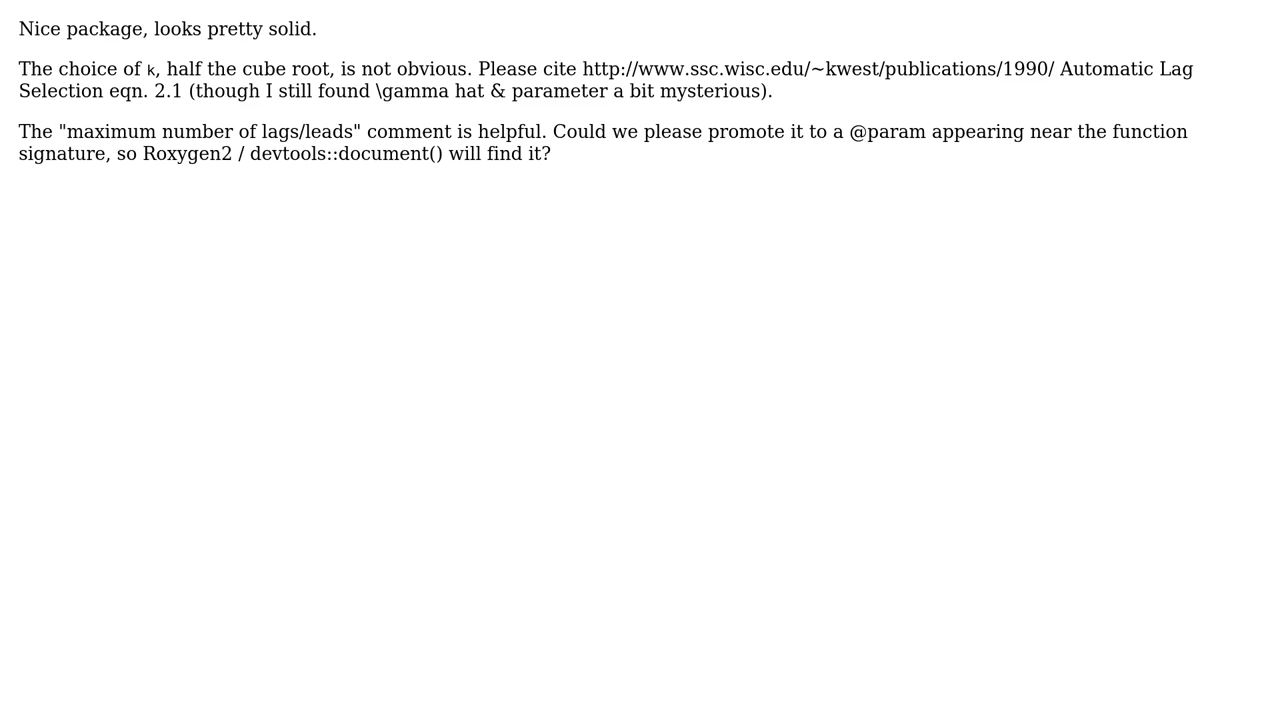 Nice package, looks pretty solid.
The choice of k, half the cube root, is not obvious. Please cite http://www.ssc.wisc.edu/~kwest/publications/1990/ Automatic Lag
Selection eqn. 2.1 (though I still found \gamma hat & parameter a bit mysterious).
The "maximum number of lags/leads" comment is helpful. Could we please promote it to a @param appearing near the function
signature, so Roxygen2 / devtools::document() will find it?